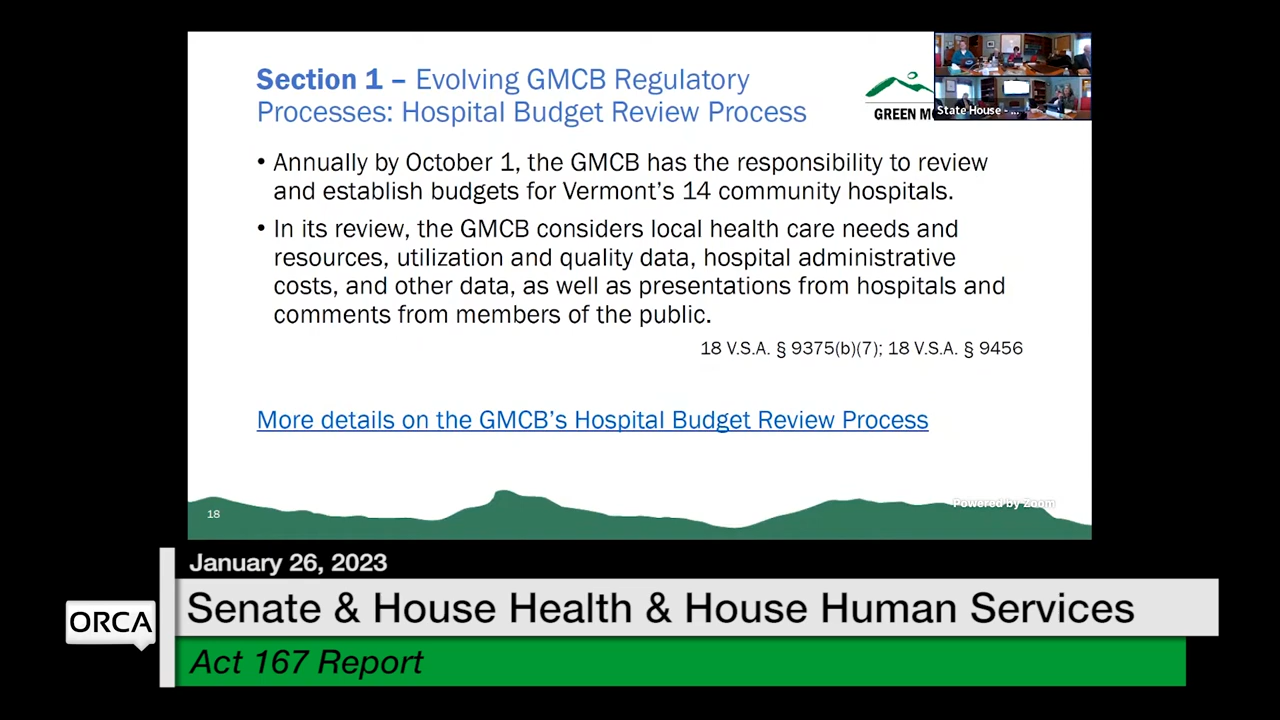 Section 1 – Evolving GMCB Regulatory
Processes: Hospital Budget Review Process
GREEN
State House - ...
• Annually by October 1, the GMCB has the responsibility to review
and establish budgets for Vermont's 14 community hospitals.
• In its review, the GMCB considers local health care needs and
resources, utilization and quality data, hospital administrative
costs, and other data, as well as presentations from hospitals and
comments from members of the public.
18 V.S.A. § 9375(b)(7); 18 V.S.A. § 9456
More details on the GMCB's Hospital Budget Review Process
Powered by Zoom
18
January 26, 2023
Senate & House Health & House Human Services
ORCA
Act 167 Report